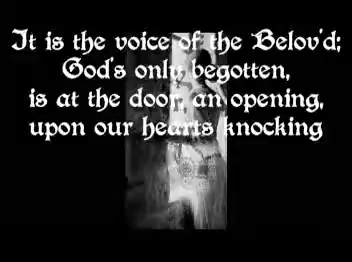 It is the voice of the Belov'd;
God's only begotten,
is at the door, an opening,
upon our hearts knocking